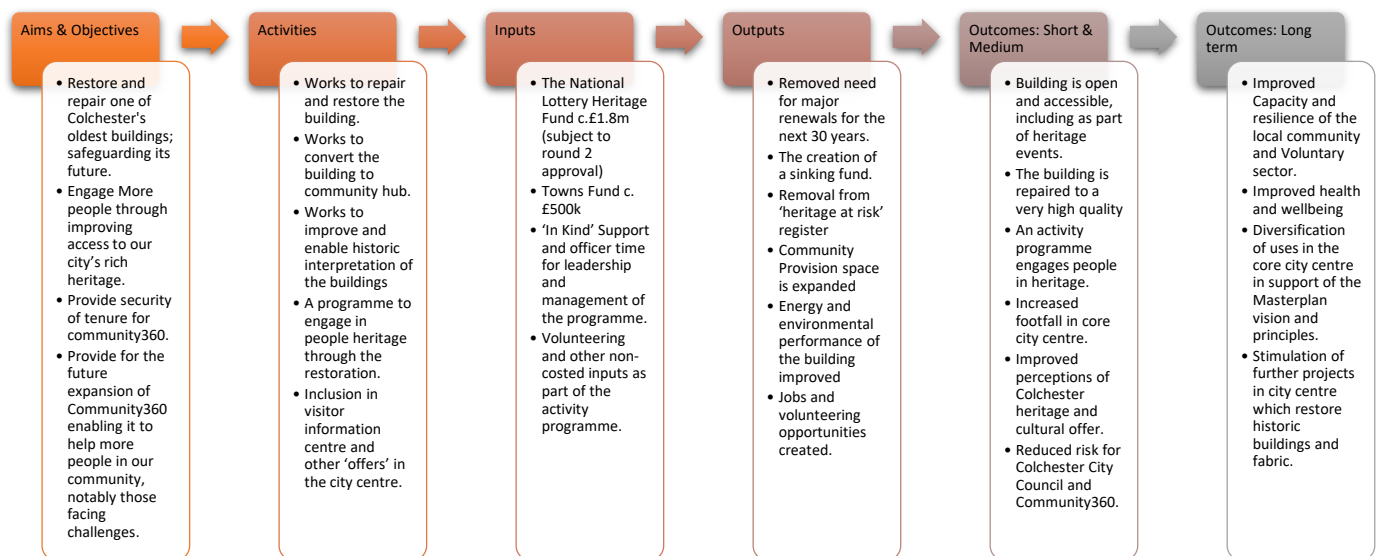 Aims & Objectives
• Restore and
repair one of
Colchester's
oldest buildings;
safeguarding its
future.
• Engage More
people through
improving
access to our
city's rich
heritage.
• Provide security
of tenure for
community360.
• Provide for the
future
expansion of
Community360
enabling it to
help more
people in our
community,
notably those
facing
challenges.
Activities
• Works to repair
and restore the
building.
• Works to
convert the
building to
community hub.
• Works to
improve and
enable historic
interpretation of
the buildings
• A programme to
engage in
people heritage
through the
restoration.
• Inclusion in
visitor
information
centre and
other 'offers' in
the city centre.
Inputs
• The National
Lottery Heritage
Fund c.£1.8m
(subject to
round 2
approval)
• Towns Fund c.
£500k
• 'In Kind' Support
and officer time
for leadership
and
management of
the programme.
• Volunteering
and other non-
costed inputs as
part of the
activity
programme.
Outputs
• Removed need
for major
renewals for the
next 30 years.
• The creation of
a sinking fund.
• Removal from
'heritage at risk'
register
• Community
Provision space
is expanded
• Energy and
environmental
performance of
the building
improved
• Jobs and
volunteering
opportunities
created.
Outcomes: Short &
Medium
• Building is open
and accessible,
including as part
of heritage
events.
• The building is
repaired to a
very high quality
• An activity
programme
engages people
in heritage.
• Increased
footfall in core
city centre.
• Improved
perceptions of
Colchester
heritage and
cultural offer.
• Reduced risk for
Colchester City
Council and
Community360.
Outcomes: Long
term
• Improved
Capacity and
resilience of the
local community
and Voluntary
sector.
• Improved health
and wellbeing
• Diversification
of uses in the
core city centre
in support of the
Masterplan
vision and
principles.
• Stimulation of
further projects
in city centre
which restore
historic
buildings and
fabric.